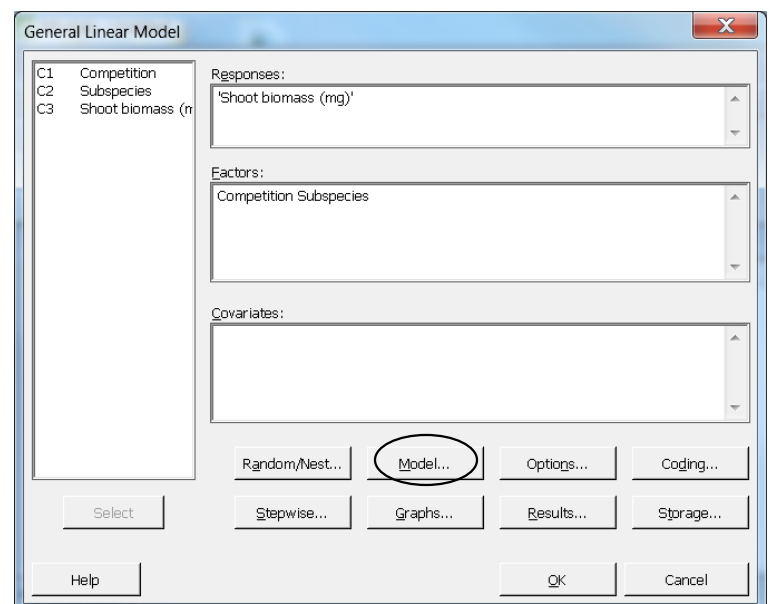 General Linear Model
C1 Competition
C2 Subspecies
C3 Shoot biomass (m
Responses:
'Shoot biomass (mg)'
Factors:
Competition Subspecies
Covariates:
Random/Nest... Model... Options... Coding...
Select Stepwise... Graphs... Results... Storage...
Help OK Cancel